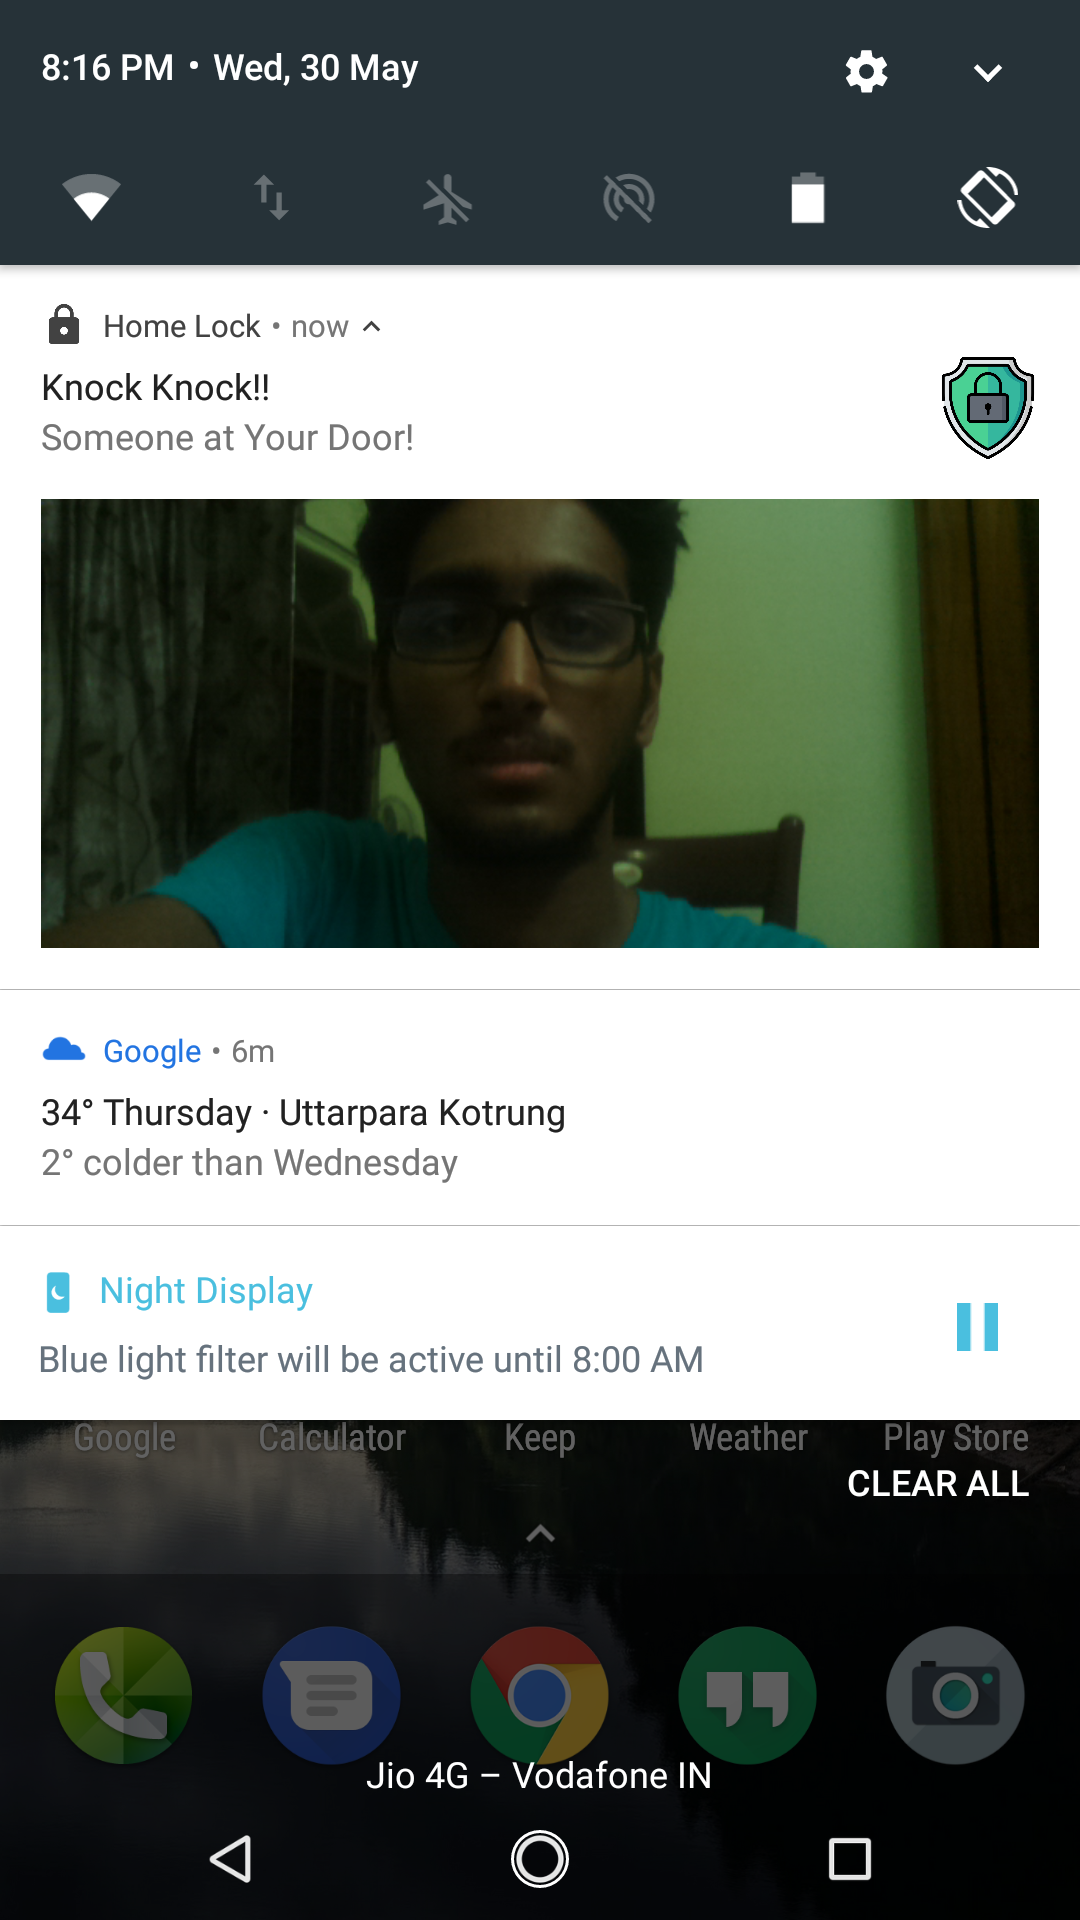 8:16 PM • Wed, 30 May
Home Lock • now
Knock Knock!!
Someone at Your Door!
Google • 6m
34° Thursday · Uttarpara Kotrung
2° colder than Wednesday
Night Display
Blue light filter will be active until 8:00 AM
Google Calculator Keep Weather Play Store
CLEAR ALL
Jio 4G – Vodafone IN